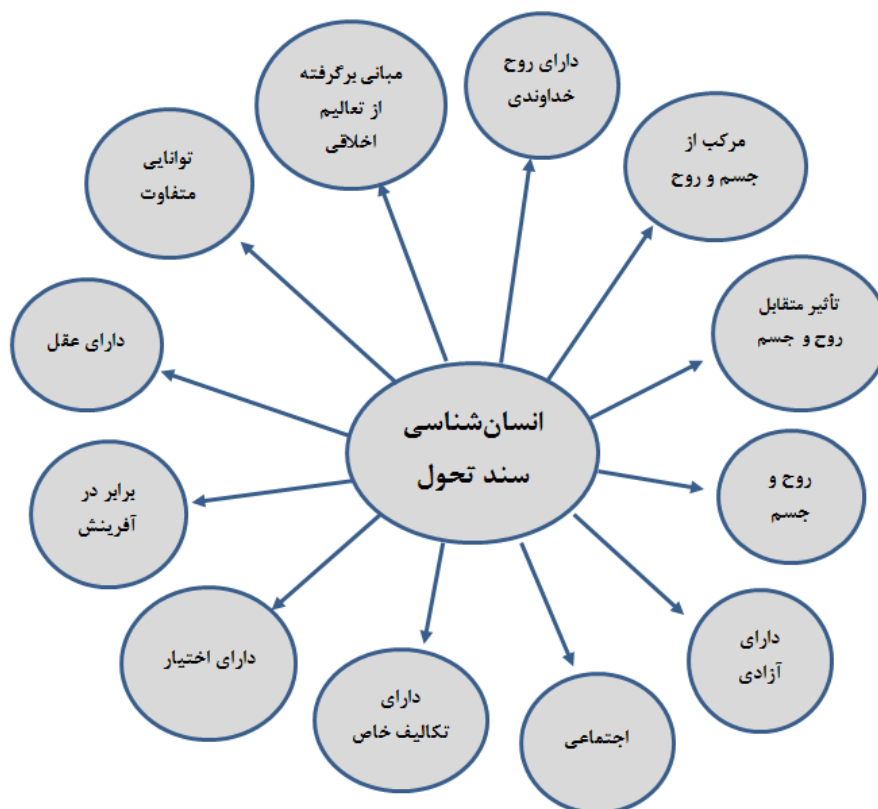 انسان‌شناسی
سند تحول
دارای روح
خداوندی
مرکب از
جسم و روح
تأثیر متقابل
روح و جسم
روح و
جسم
دارای
آزادی
اجتماعی
دارای
تکالیف خاص
دارای اختیار
برابر در
آفرینش
دارای عقل
توانایی
متفاوت
مبانی برگرفته
از تعالیم
اخلاقی